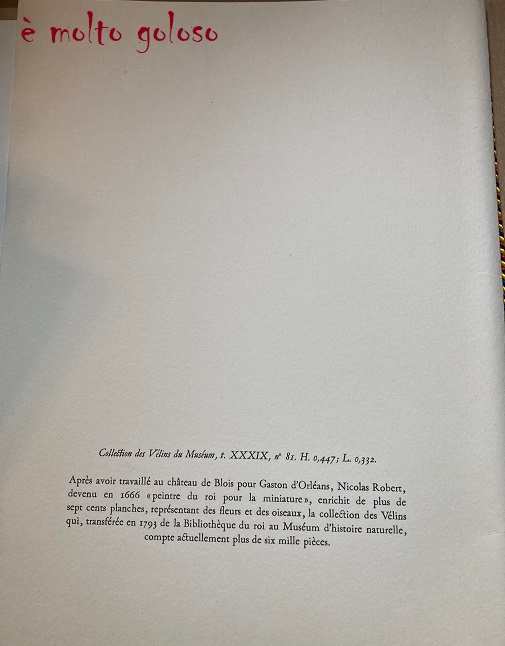 è molto goloso
Collection des Vélins du Muséum, t. XXXIX, nº 81. H. 0,447; L. 0,332.
Après avoir travaillé au château de Blois pour Gaston d'Orléans, Nicolas Robert,
devenu en 1666 «peintre du roi pour la miniature», enrichit de plus de
sept cents planches, représentant des fleurs et des oiseaux, la collection des Vélins
qui, transférée en 1793 de la Bibliothèque du roi au Muséum d'histoire naturelle,
compte actuellement plus de six mille pièces.